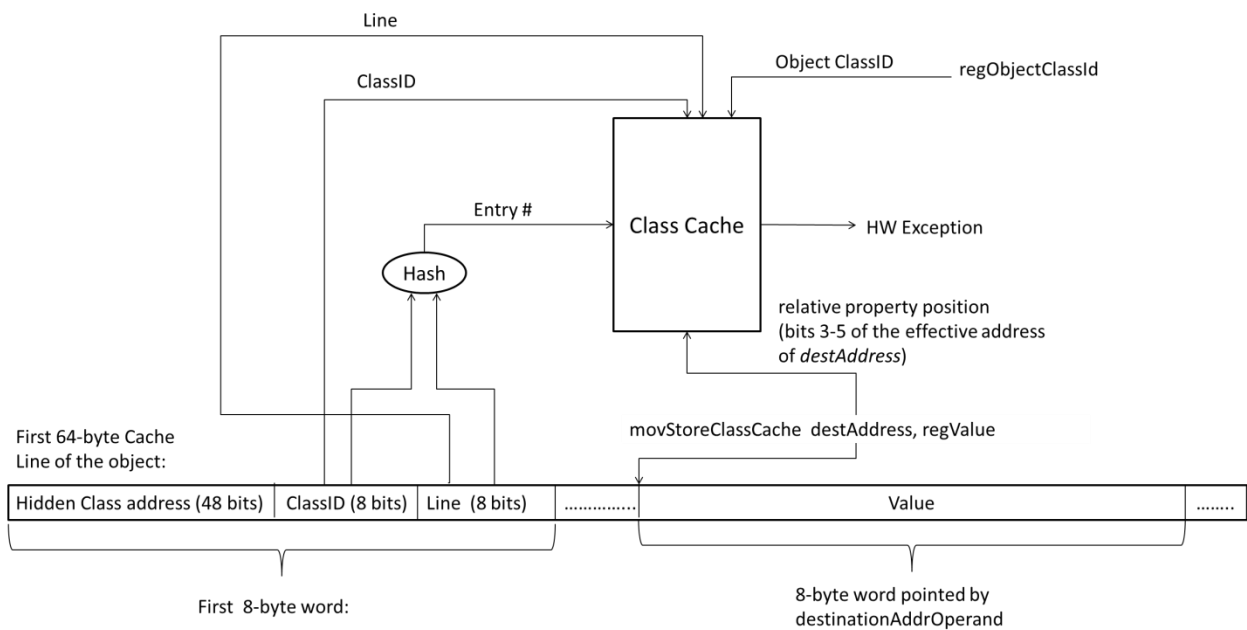 Line
Object ClassID
regObjectClassId
ClassID
Entry #
Class Cache
HW Exception
Hash
relative property position
(bits 3-5 of the effective address
of destAddress)
movStoreClassCache destAddress, regValue
First 64-byte Cache
Line of the object:
Hidden Class address (48 bits)
ClassID (8 bits)
Line (8 bits)
…………....
Value
……..
First 8-byte word:
8-byte word pointed by
destinationAddrOperand